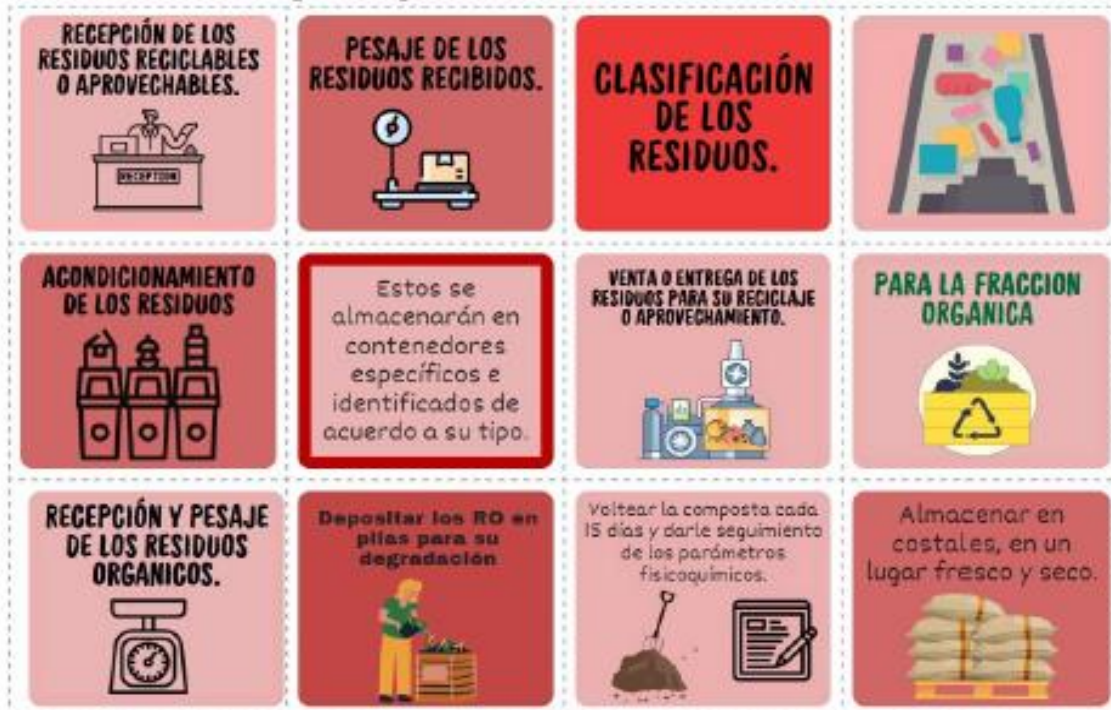 RECEPCIÓN DE LOS
RESIDUOS RECICLABLES
O APROVECHABLES.
RECEPTION
PESAJE DE LOS
RESIDUOS RECIBIDOS.
CLASIFICACIÓN
DE LOS
RESIDUOS.
ACONDICIONAMIENTO
DE LOS RESIDUOS
Estos se
almacenarán en
contenedores
específicos e
identificados de
acuerdo a su tipo.
VENTA O ENTREGA DE LOS
RESIDUOS PARA SU RECICLAJE
O APROVECHAMIENTO.
PARA LA FRACCION
ORGANICA
RECEPCIÓN Y PESAJE
DE LOS RESIDUOS
ORGANICOS.
Depositar los RO en
pilas para su
degradación
Voltear la composta cada
15 días y darle seguimiento
de los parámetros
fisicoquímicos.
Almacenar en
costales, en un
lugar fresco y seco.